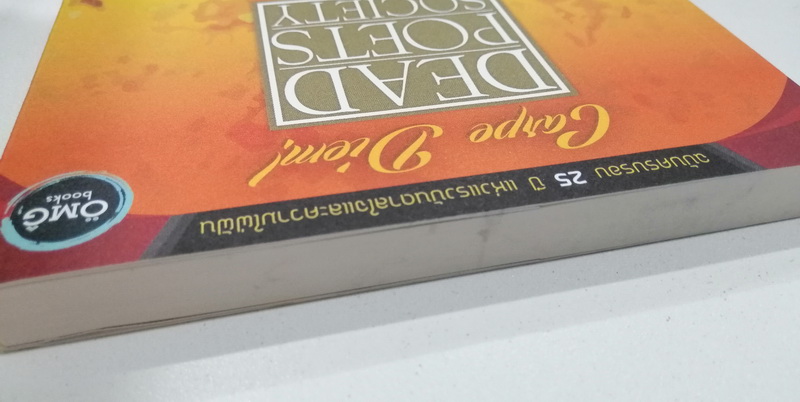 ฉบับครบรอบ 25 ปี แห่งแรงบันดาลใจและความใฝ่ฝัน
ÖMG̃
books
Carpe Diem!
DEAD
POETS
SOCIETY